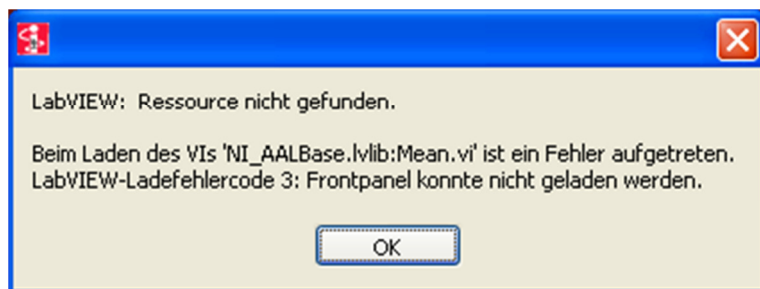 LabVIEW: Ressource nicht gefunden.
Beim Laden des VIs 'NI_AALBase.lvlib:Mean.vi' ist ein Fehler aufgetreten.
LabVIEW-Ladefehlercode 3: Frontpanel konnte nicht geladen werden.
OK